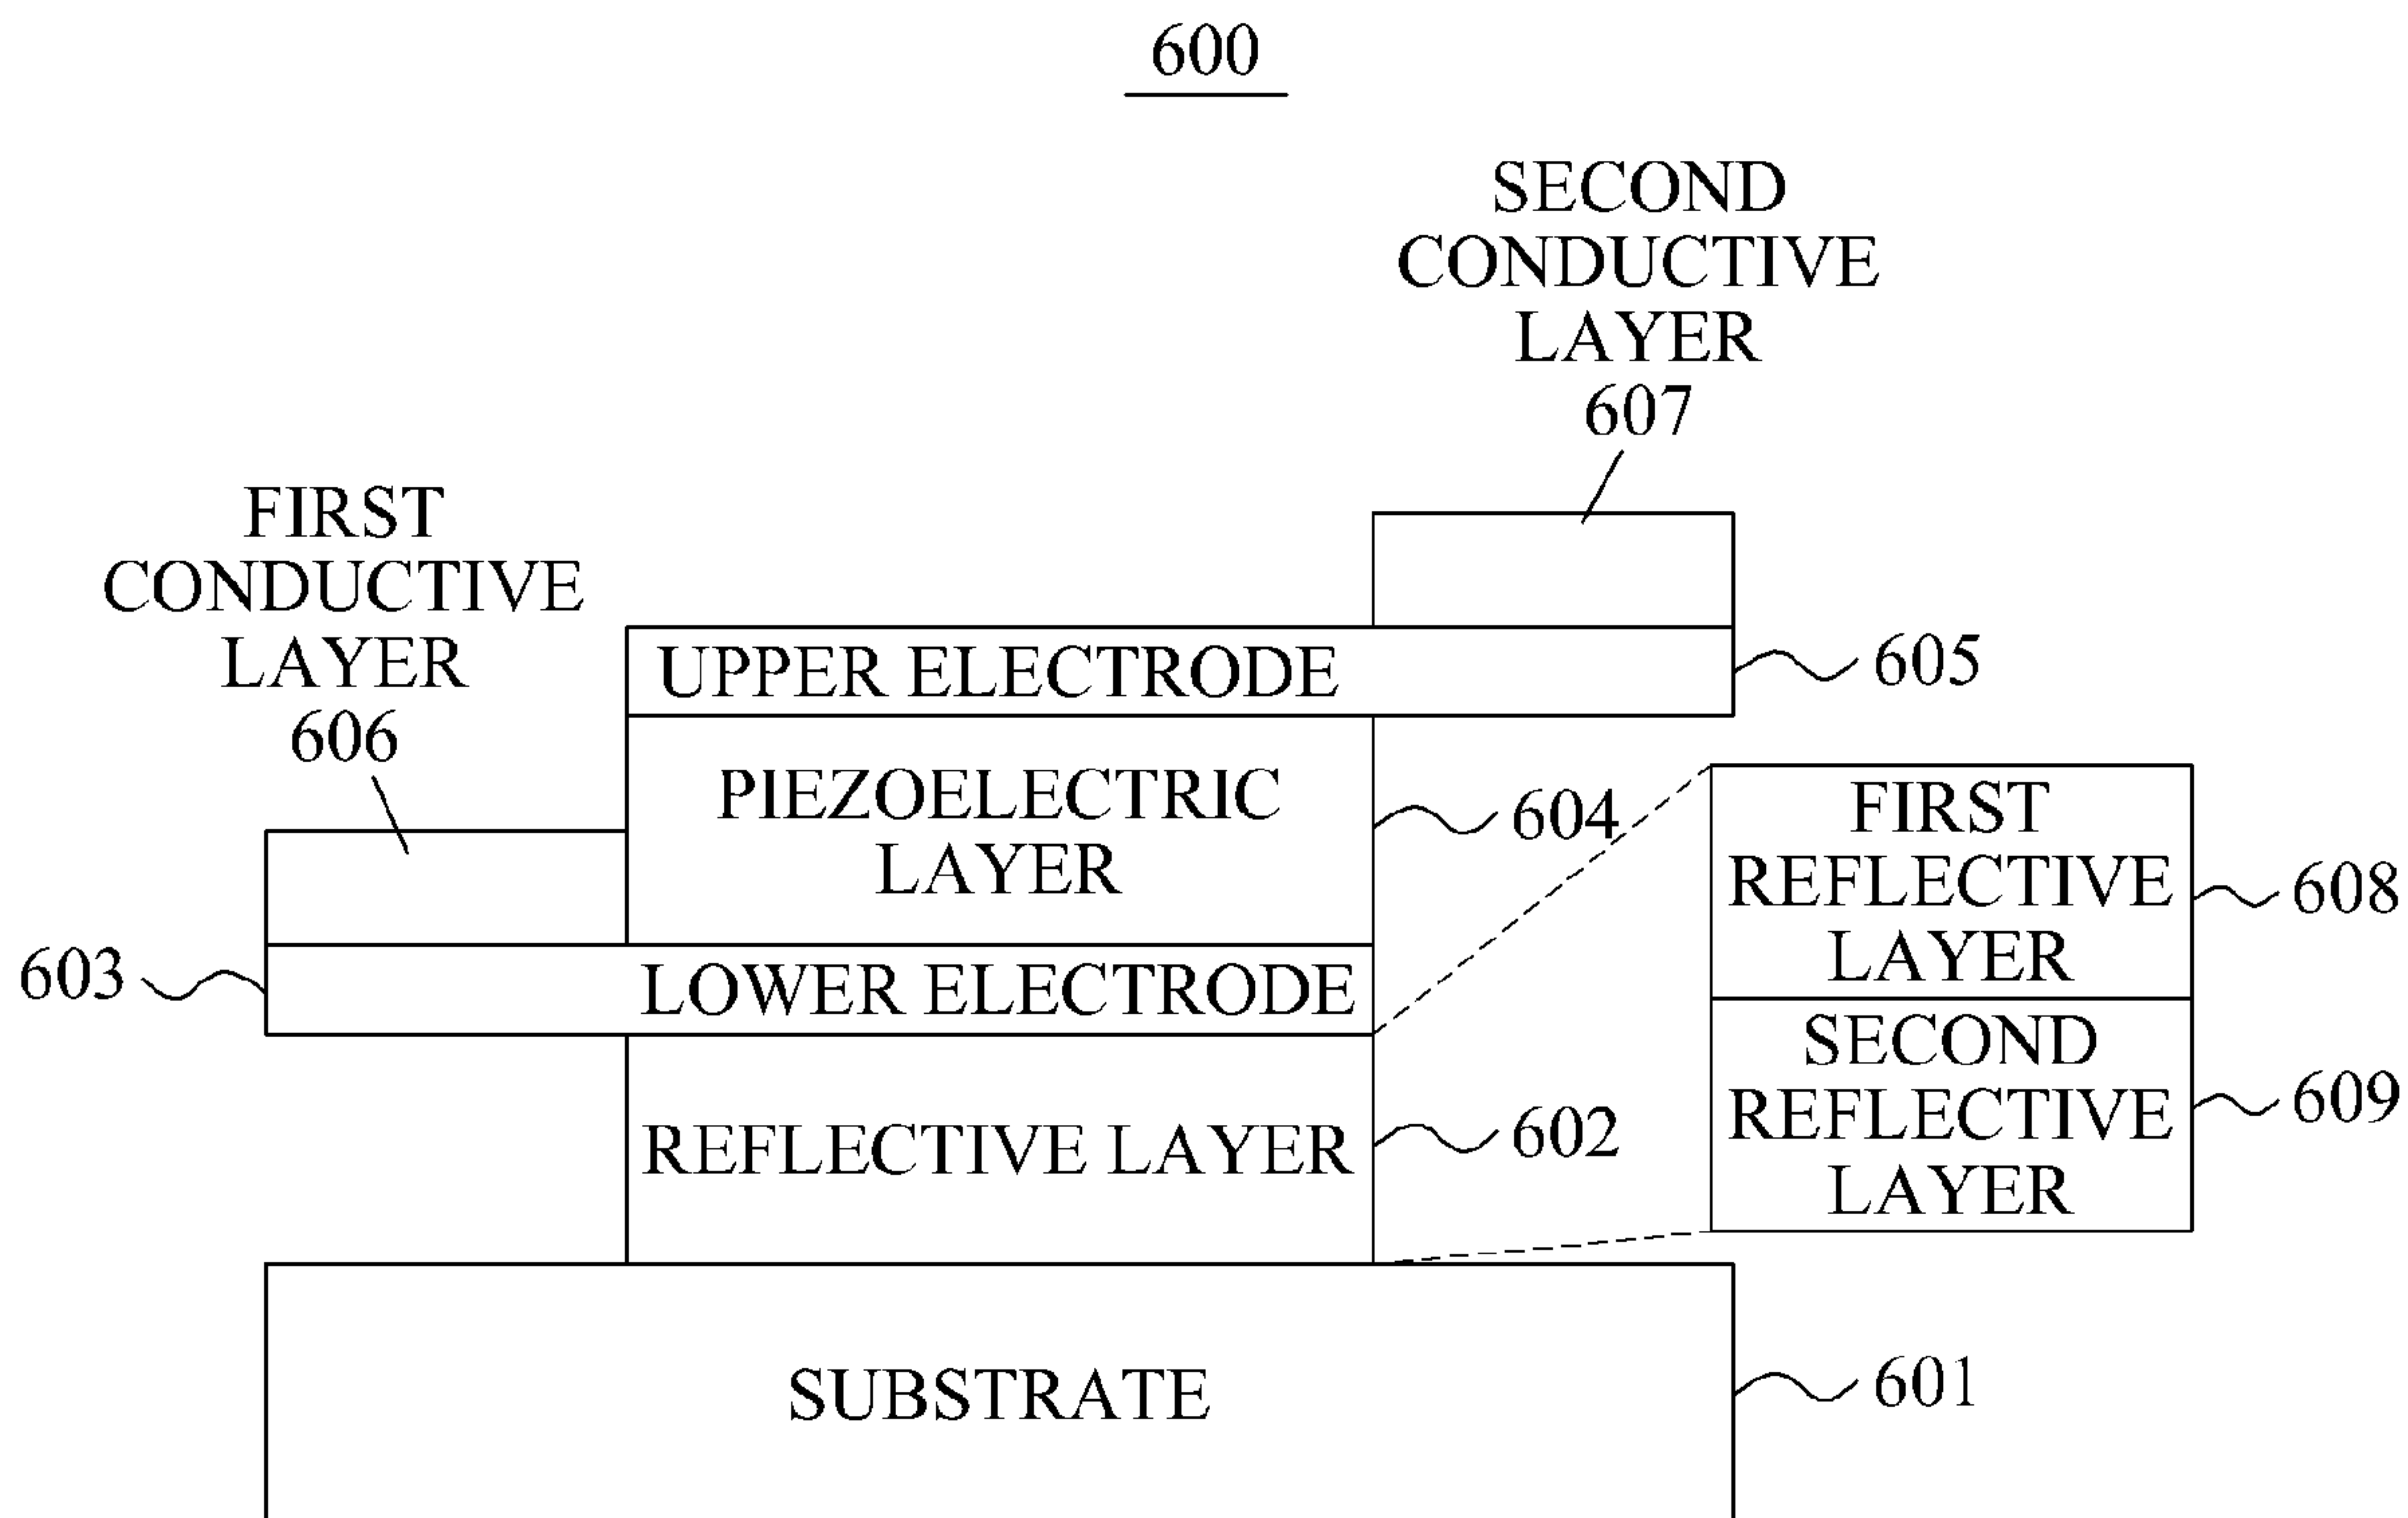 600
SECOND
CONDUCTIVE
LAYER
607
FIRST
CONDUCTIVE
LAYER
606
UPPER ELECTRODE
605
PIEZOELECTRIC
LAYER
604
FIRST
REFLECTIVE
LAYER
608
603
LOWER ELECTRODE
SECOND
REFLECTIVE
LAYER
609
REFLECTIVE LAYER
602
SUBSTRATE
601